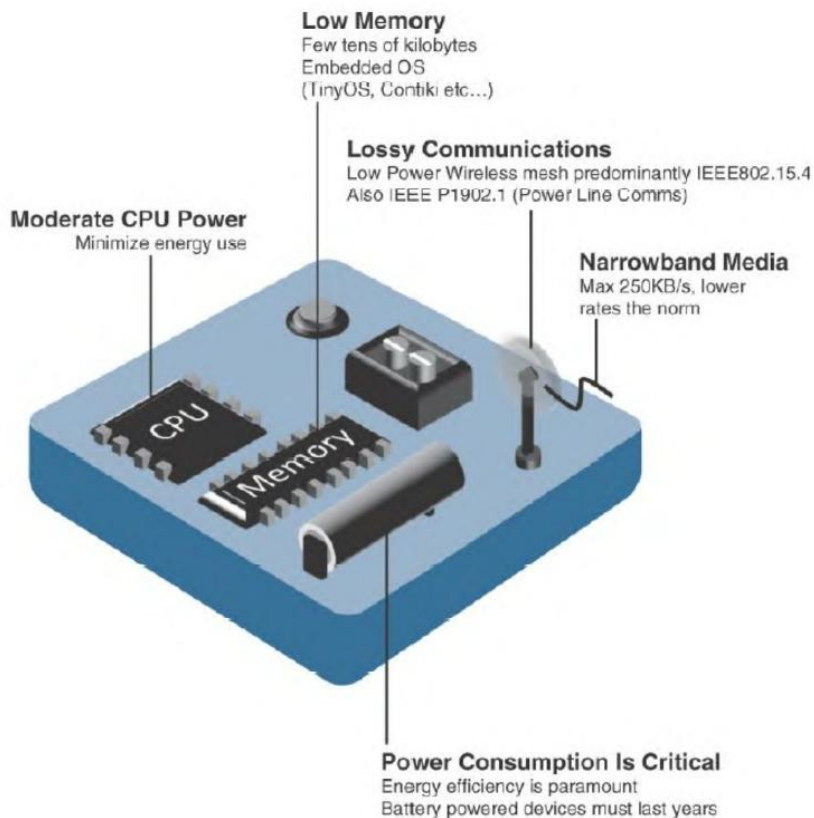 Low Memory
Few tens of kilobytes
Embedded OS
(TinyOS, Contiki etc...)
Lossy Communications
Low Power Wireless mesh predominantly IEEE802.15.4
Also IEEE P1902.1 (Power Line Comms)
Moderate CPU Power
Minimize energy use
Narrowband Media
Max 250KB/s, lower
rates the norm
CPU
Memory
Power Consumption Is Critical
Energy efficiency is paramount
Battery powered devices must last years